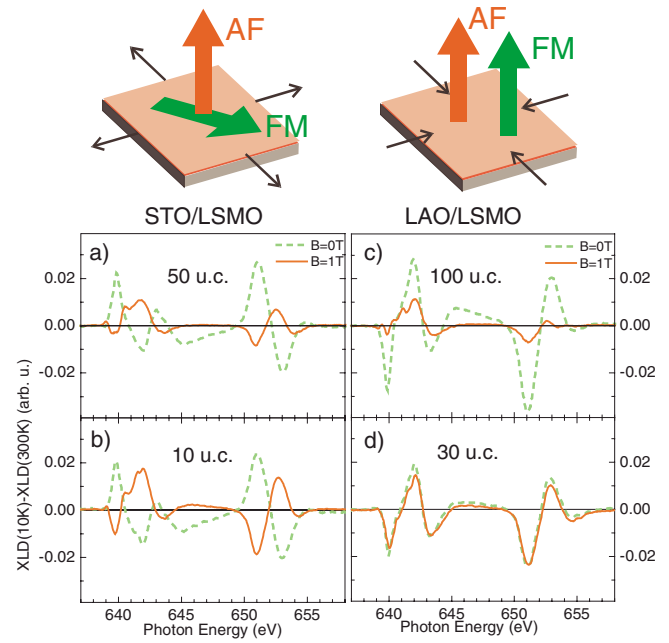 AF
FM
AF
FM
STO/LSMO
LAO/LSMO
a)
50 u.c.
B=0T
B=1T
c)
100 u.c.
B=0T
B=1T
0.02
0.00
-0.02
0.02
0.00
-0.02
b)
10 u.c.
d)
30 u.c.
0.02
0.00
-0.02
0.02
0.00
-0.02
XLD(10K)-XLD(300K) (arb. u.)
640 645 650 655
640 645 650 655
Photon Energy (eV)
Photon Energy (eV)